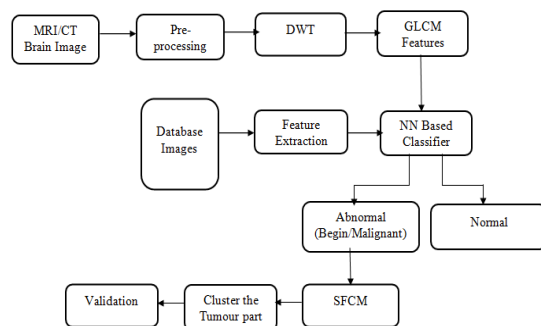 MRI/CT
Brain Image
Pre-
processing
DWT
GLCM
Features
Database
Images
Feature
Extraction
NN Based
Classifier
Abnormal
(Begin/Malignant)
Normal
Validation
Cluster the
Tumour part
SFCM